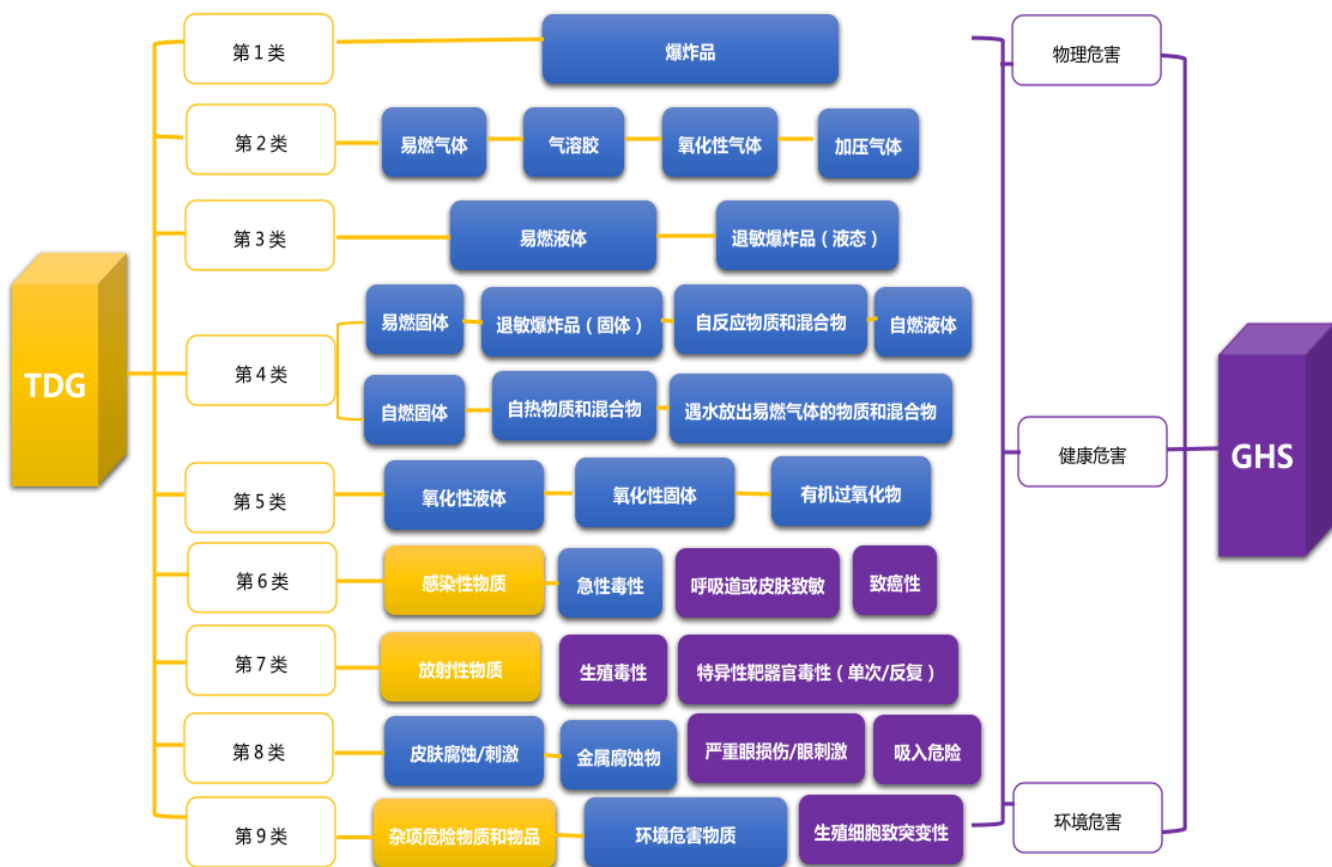 TDG
第1类
爆炸品
第2类
易燃气体
气溶胶
氧化性气体
加压气体
第3类
易燃液体
退敏爆炸品（液态）
第4类
易燃固体
退敏爆炸品（固体）
自反应物质和混合物
自燃液体
自燃固体
自热物质和混合物
遇水放出易燃气体的物质和混合物
第5类
氧化性液体
氧化性固体
有机过氧化物
第6类
感染性物质
急性毒性
呼吸道或皮肤致敏
致癌性
第7类
放射性物质
生殖毒性
特异性靶器官毒性（单次/反复）
第8类
皮肤腐蚀/刺激
金属腐蚀物
严重眼损伤/眼刺激
吸入危险
第9类
杂项危险物质和物品
环境危害物质
生殖细胞致突变性
物理危害
健康危害
环境危害
GHS